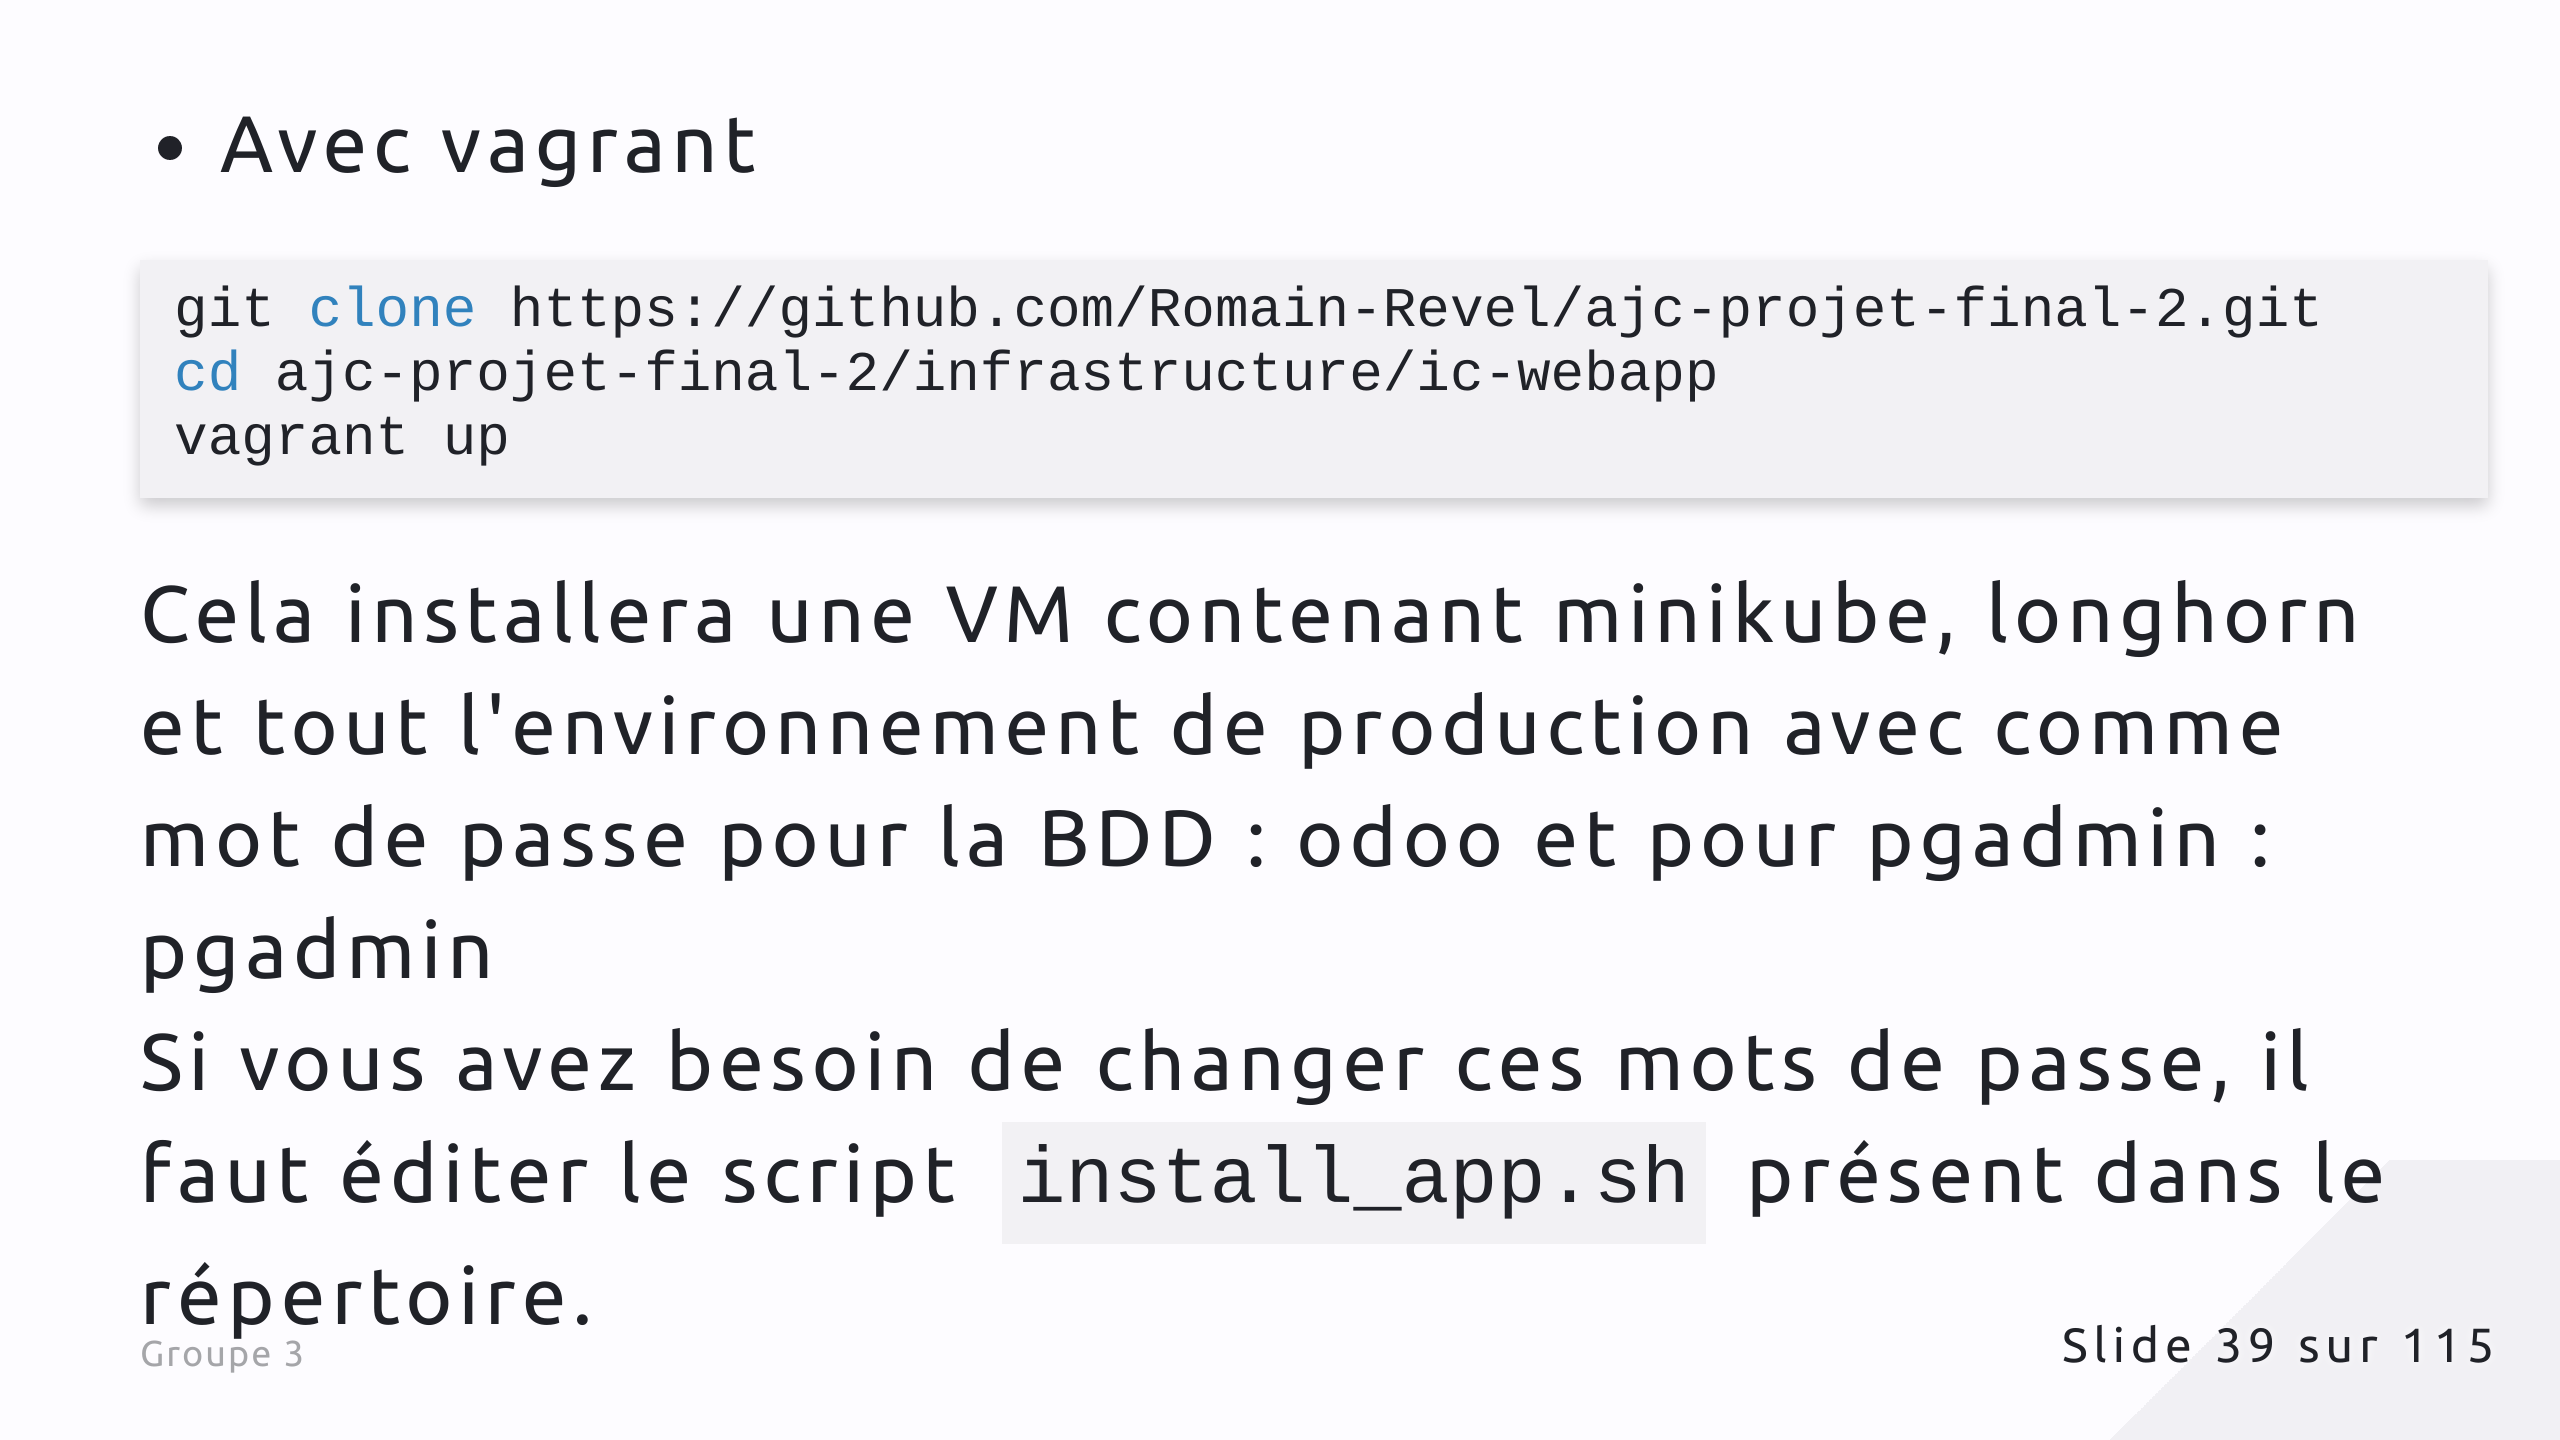 • Avec vagrant
git clone https://github.com/Romain-Revel/ajc-projet-final-2.git
cd ajc-projet-final-2/infrastructure/ic-webapp
vagrant up
Cela installera une VM contenant minikube, longhorn
et tout l'environnement de production avec comme
mot de passe pour la BDD : odoo et pour pgadmin :
pgadmin
Si vous avez besoin de changer ces mots de passe, il
faut éditer le script install_app.sh présent dans le
répertoire.
Groupe 3
Slide 39 sur 115